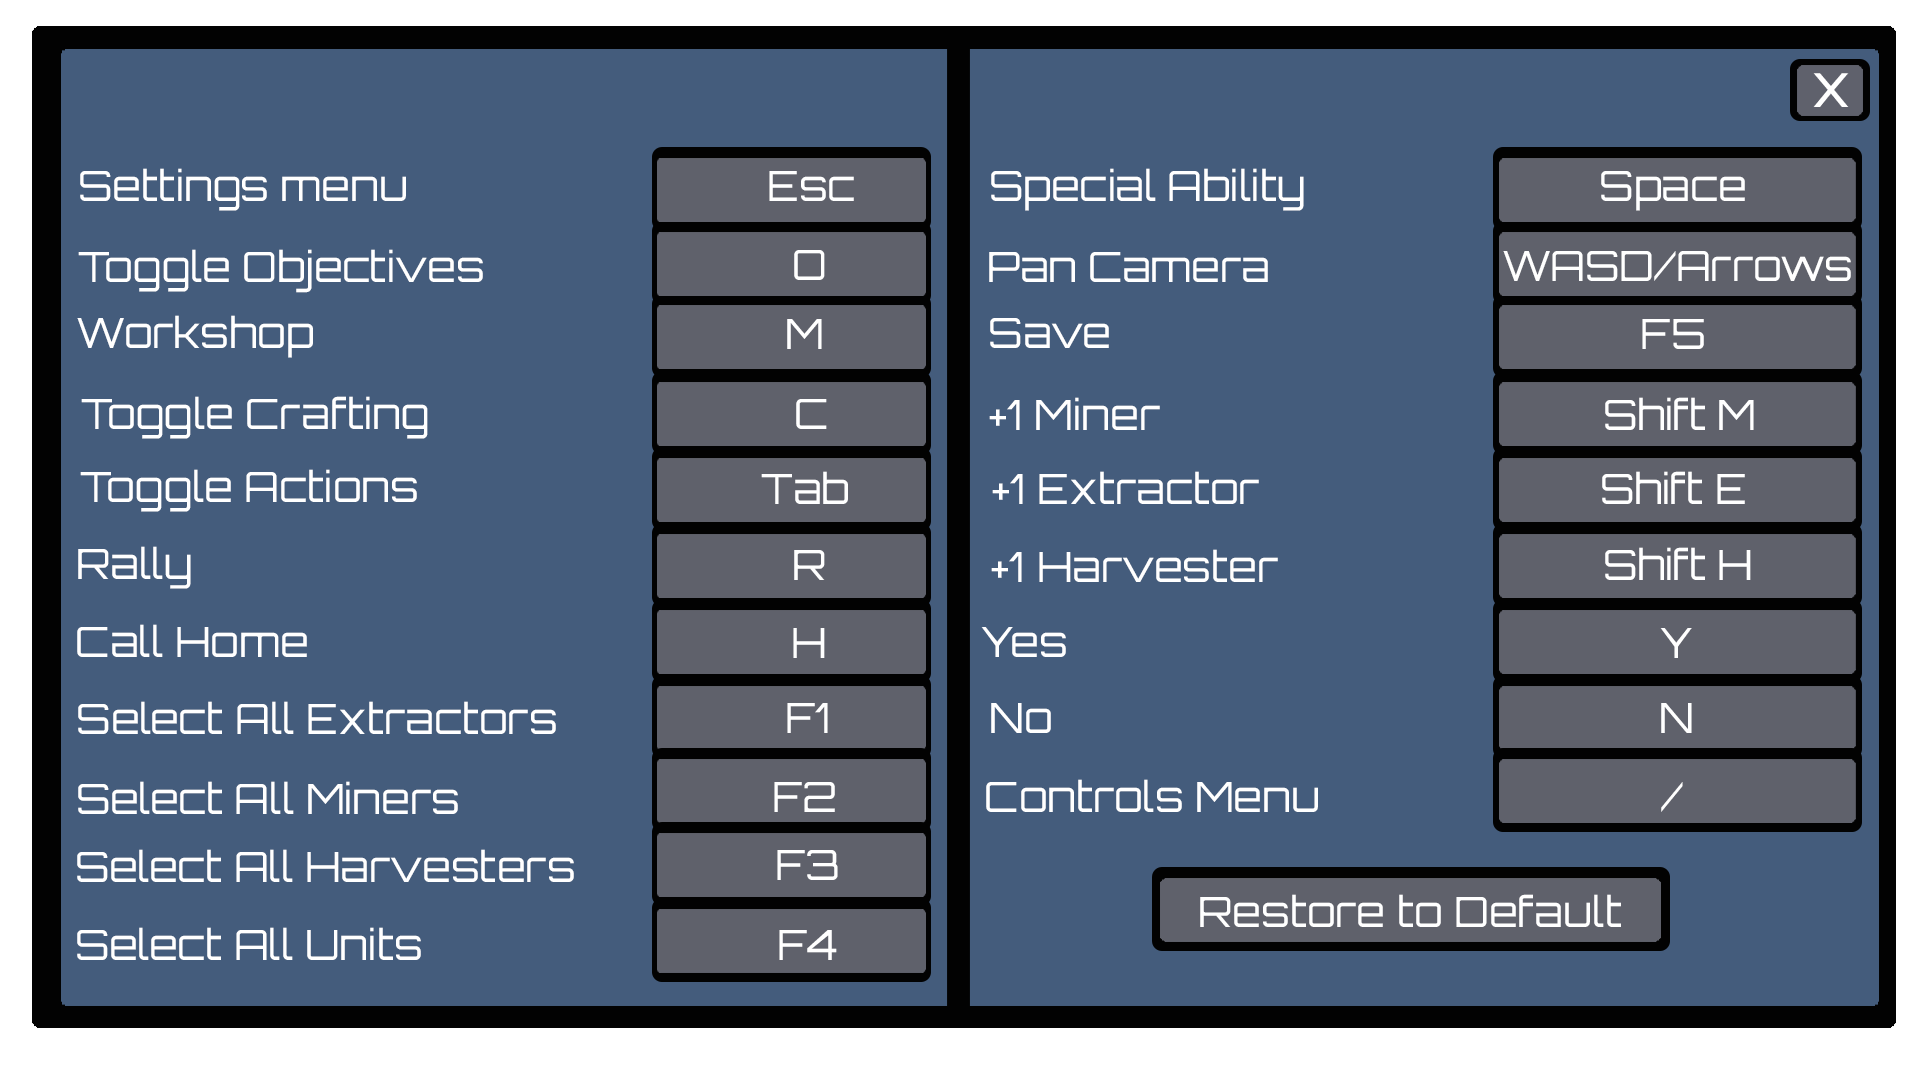 X
Settings menu Esc
Toggle Objectives O
Workshop M
Toggle Crafting C
Toggle Actions Tab
Rally R
Call Home H
Select All Extractors F1
Select All Miners F2
Select All Harvesters F3
Select All Units F4
Special Ability Space
Pan Camera WASD/Arrows
Save F5
+1 Miner Shift M
+1 Extractor Shift E
+1 Harvester Shift H
Yes Y
No N
Controls Menu /
Restore to Default